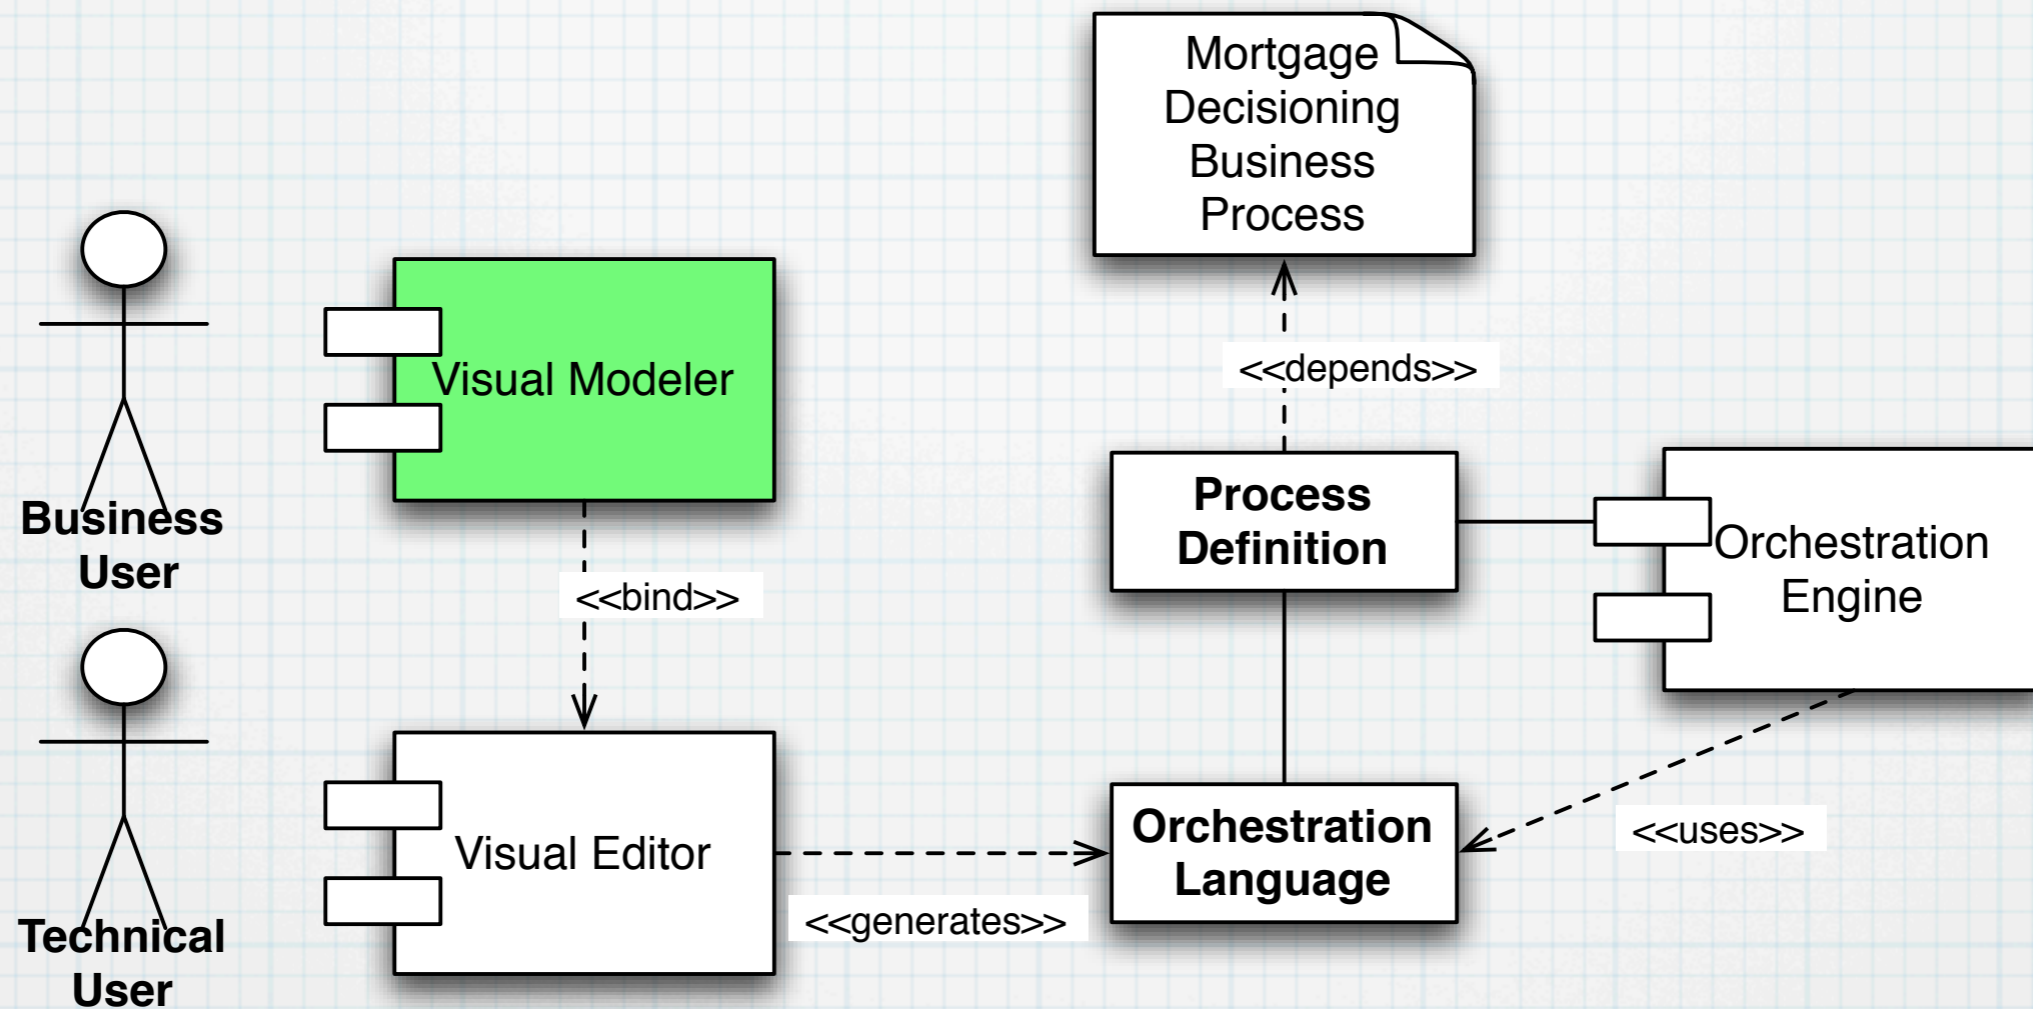 Mortgage
Decisioning
Business
Process
Visual Modeler
<<depends>>
Business
User
Process
Definition
Orchestration
Engine
<<bind>>
Visual Editor
Orchestration
Language
<<uses>>
<<generates>>
Technical
User